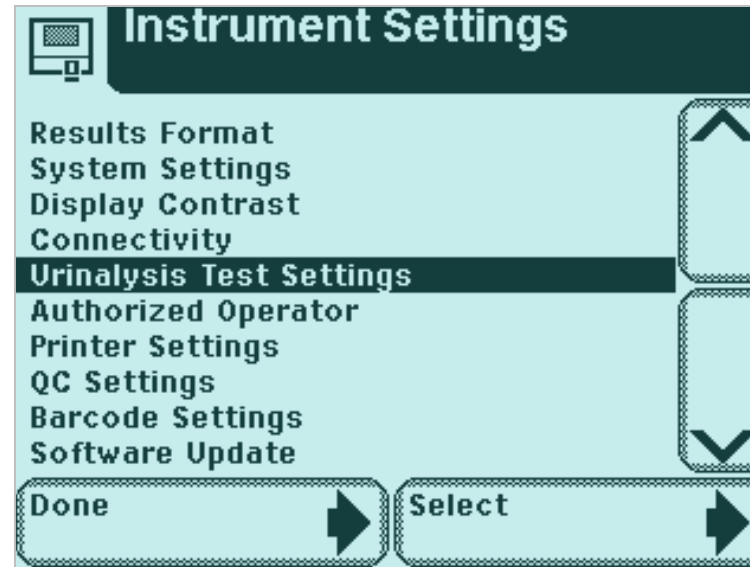 Instrument Settings
Results Format
System Settings
Display Contrast
Connectivity
Urinalysis Test Settings
Authorized Operator
Printer Settings
QC Settings
Barcode Settings
Software Update
Done
Select